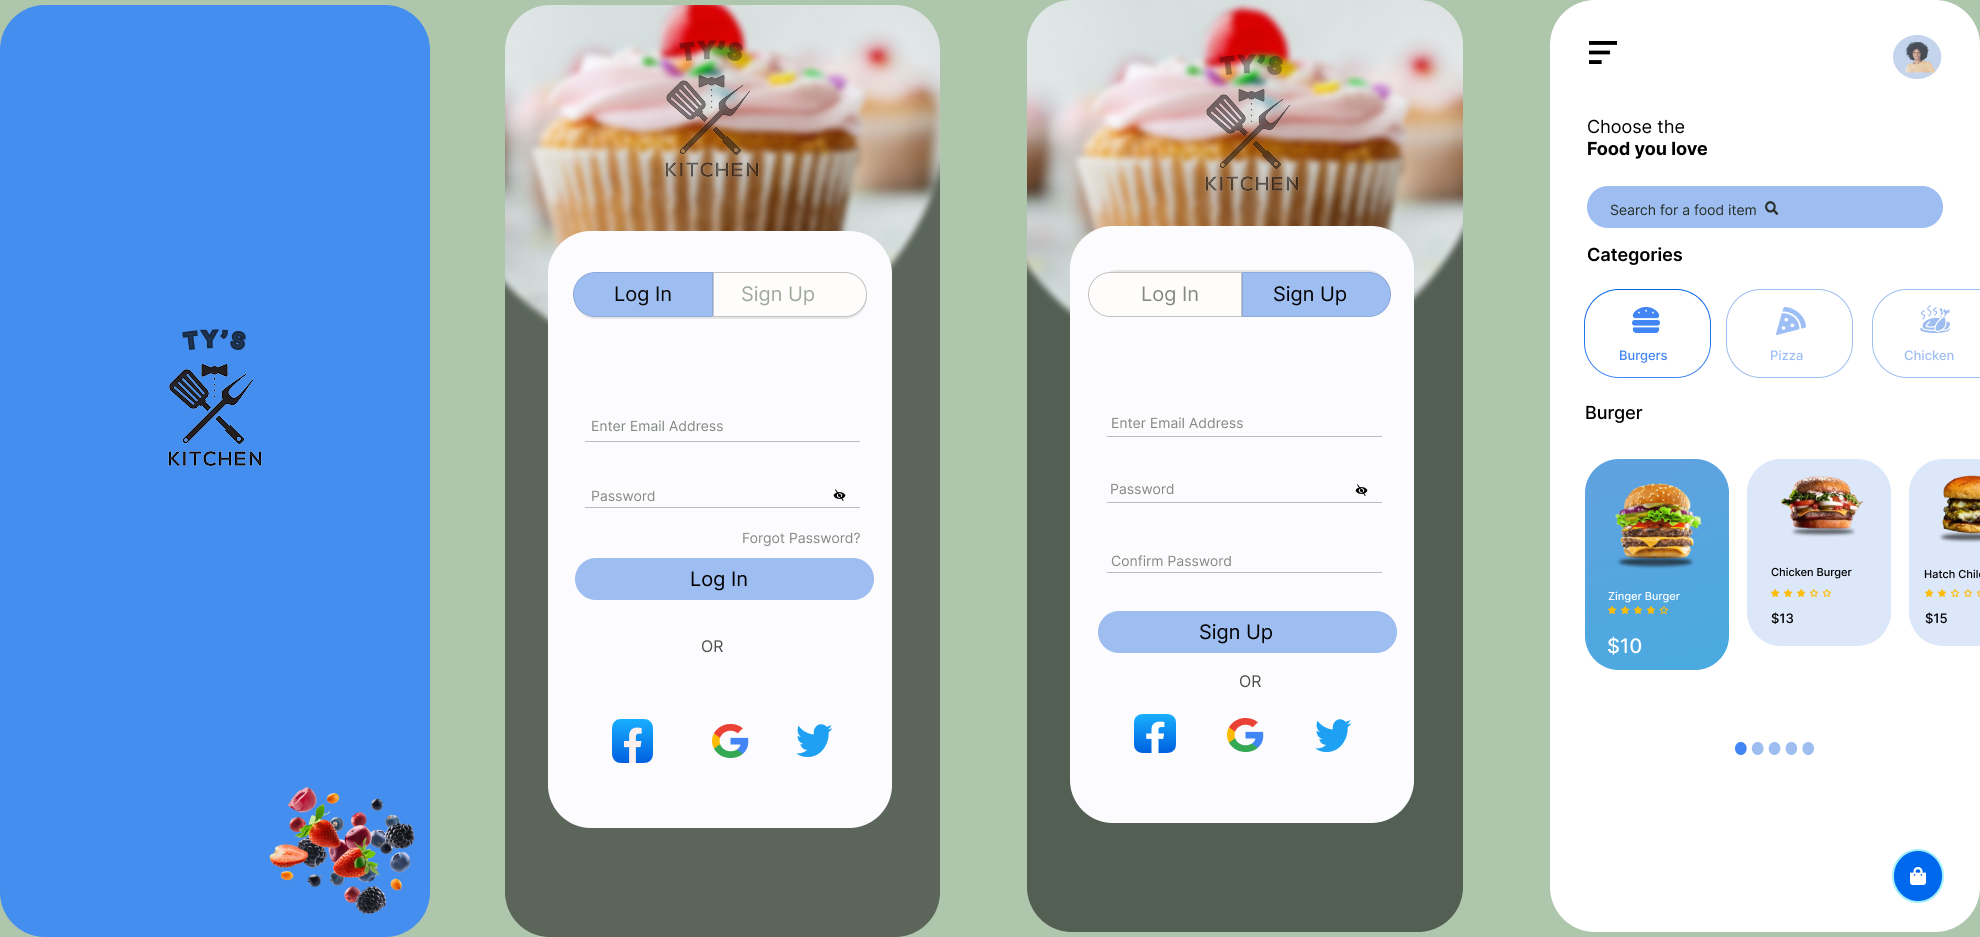 TY'S
KITCHEN
TY'S
KITCHEN
Log In
Sign Up
Enter Email Address
Password
Forgot Password?
Log In
OR
TY'S
KITCHEN
Log In
Sign Up
Enter Email Address
Password
Confirm Password
Sign Up
OR
Choose the
Food you love
Search for a food item
Categories
Burgers
Pizza
Chicken
Burger
Zinger Burger
$10
Chicken Burger
$13
Hatch
$15